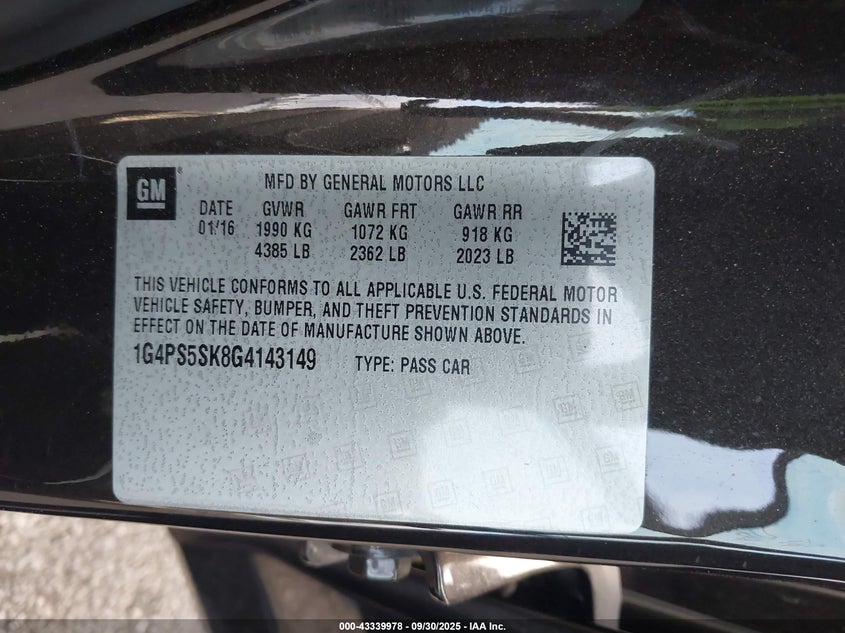 GM ®
MFD BY GENERAL MOTORS LLC
DATE GVWR GAWR FRT GAWR RR
01/16 1990 KG 1072 KG 918 KG
4385 LB 2362 LB 2023 LB
THIS VEHICLE CONFORMS TO ALL APPLICABLE U.S. FEDERAL MOTOR
VEHICLE SAFETY, BUMPER, AND THEFT PREVENTION STANDARDS IN
EFFECT ON THE DATE OF MANUFACTURE SHOWN ABOVE.
1G4PS5SK8G4143149 TYPE: PASS CAR
000-43339978 - 09/30/2025 - IAA Inc.